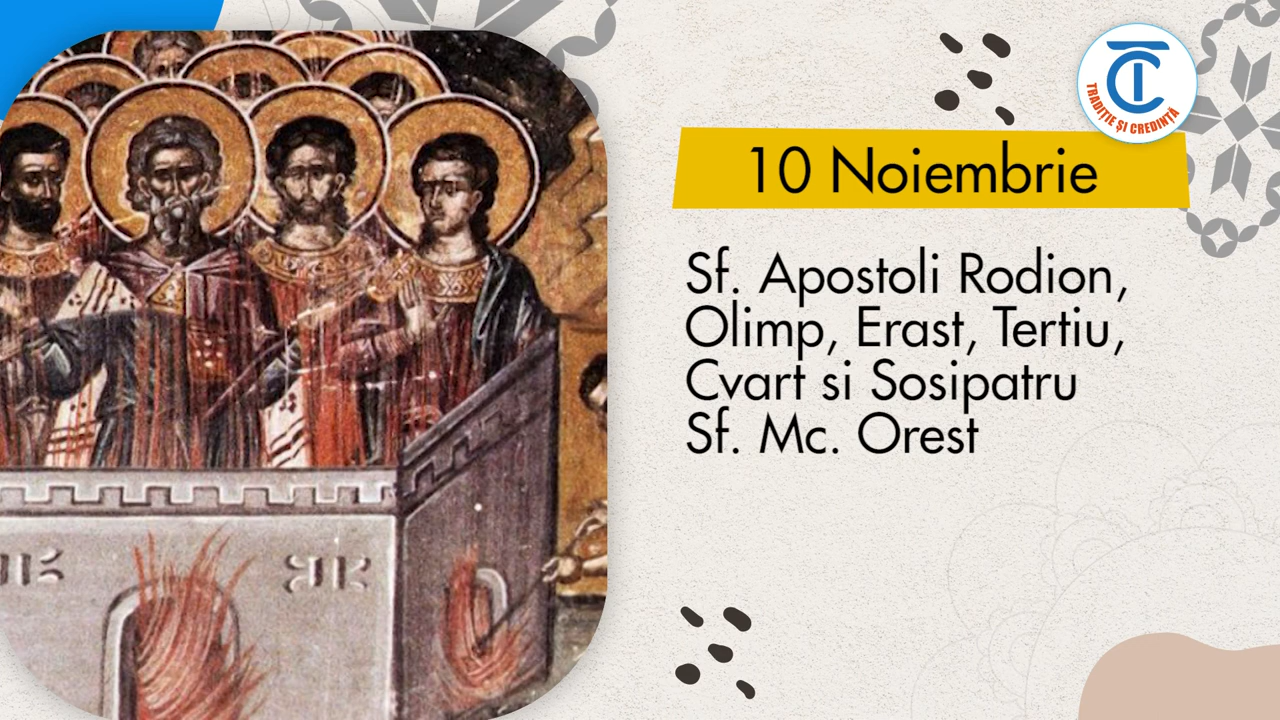 TRADIȚIE ȘI CREDINȚĂ
10 Noiembrie
Sf. Apostoli Rodion,
Olimp, Erast, Tertiu,
Cvart si Sosipatru
Sf. Mc. Orest